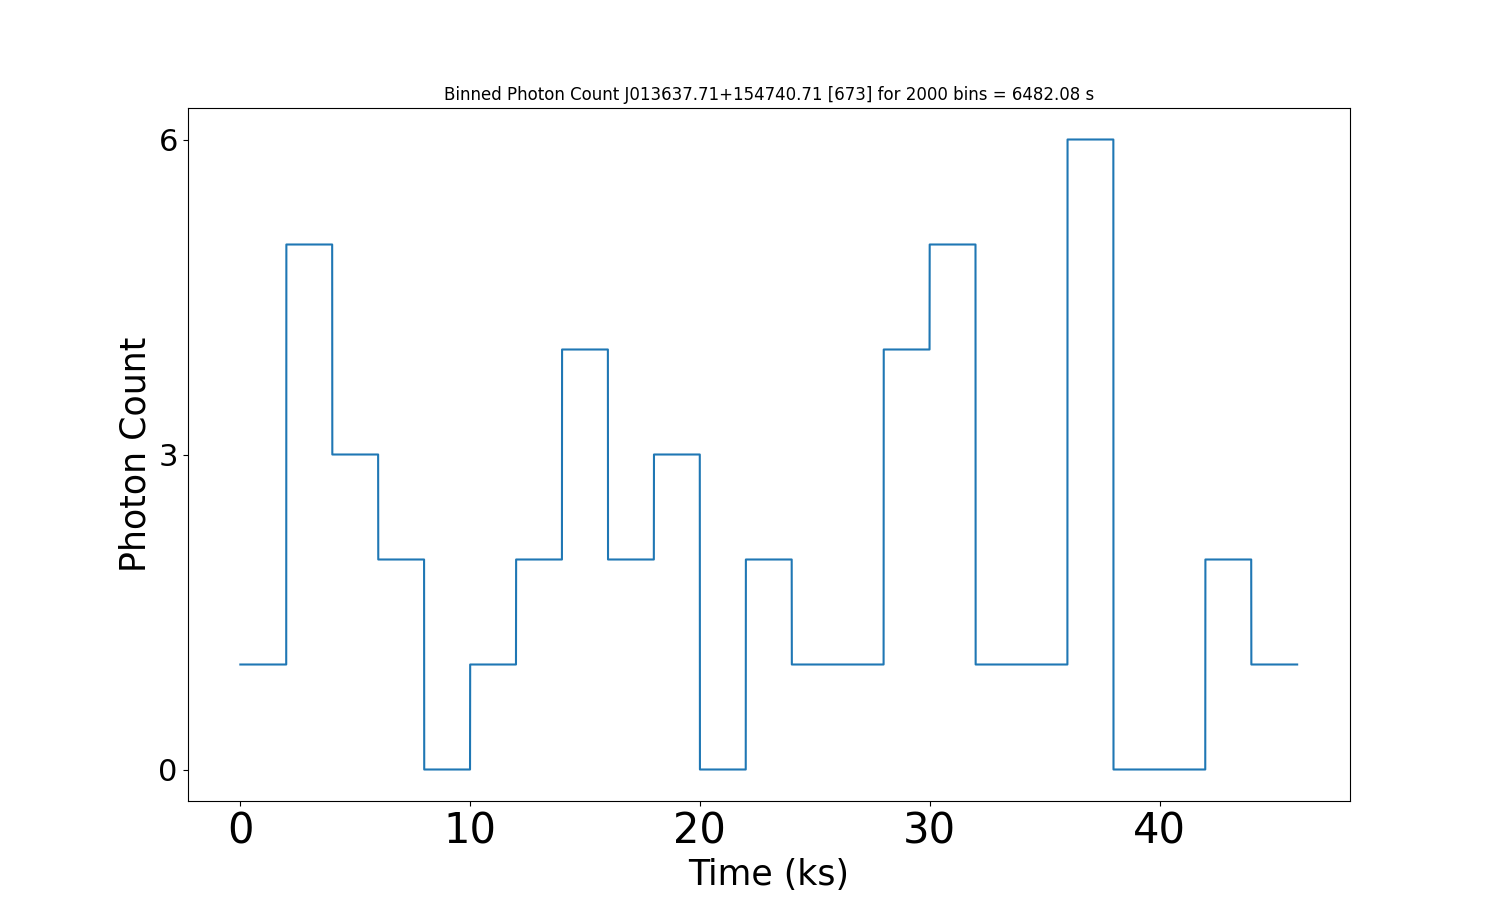 Binned Photon Count J013637.71+154740.71 [673] for 2000 bins = 6482.08 s
6
3
0
Photon Count
0 10 20 30 40
Time (ks)